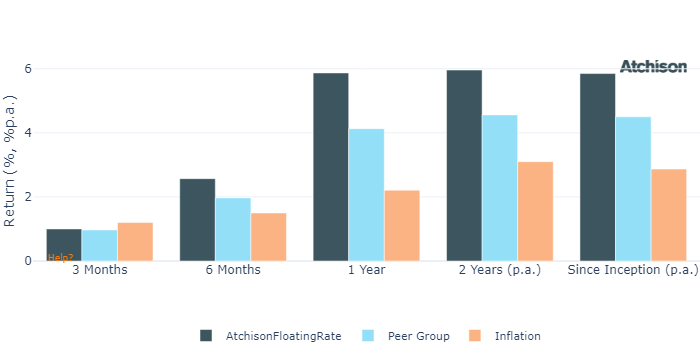 Atchison
Return (%, %p.a.)
6
4
2
0
Help?
3 Months
6 Months
1 Year
2 Years (p.a.)
Since Inception (p.a.)
AtchisonFloatingRate
Peer Group
Inflation